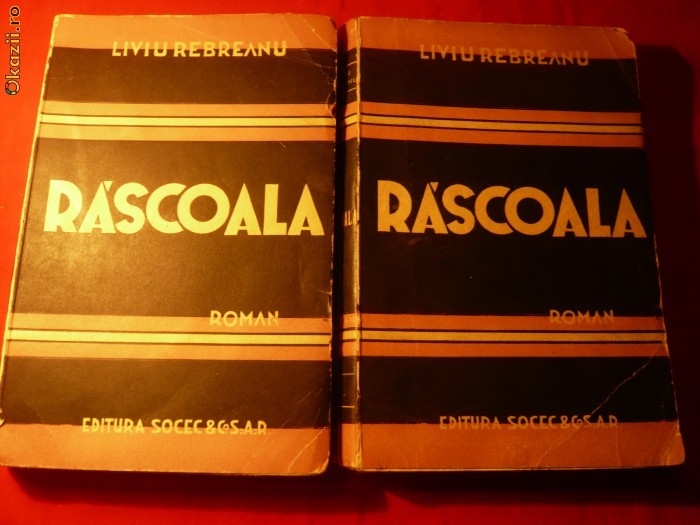 Okazii.ro
LIVIU REBREANU
RĂSCOALA
ROMAN
EDITURA SOCEC & Co. S.A.R.
LIVIU REBREANU
RĂSCOALA
ROMAN
EDITURA SOCEC & Co. S.A.R.